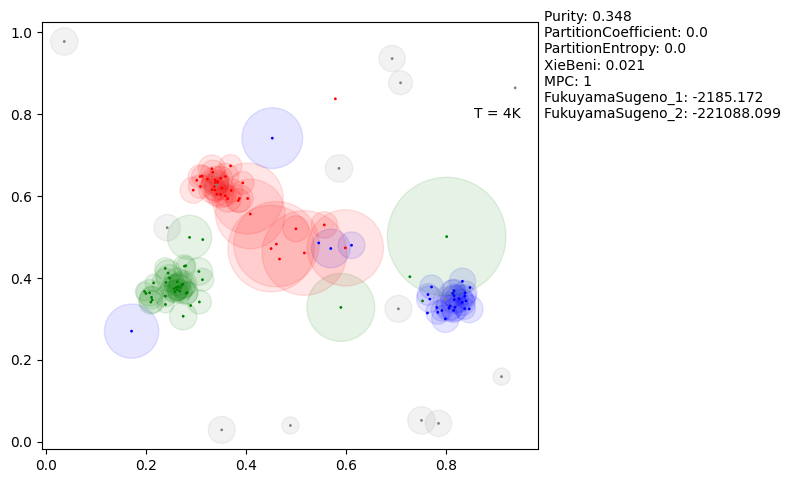 Purity: 0.348
PartitionCoefficient: 0.0
PartitionEntropy: 0.0
XieBeni: 0.021
MPC: 1
FukuyamaSugeno_1: -2185.172
FukuyamaSugeno_2: -221088.099
T = 4K
1.0
0.8
0.6
0.4
0.2
0.0
0.0 0.2 0.4 0.6 0.8